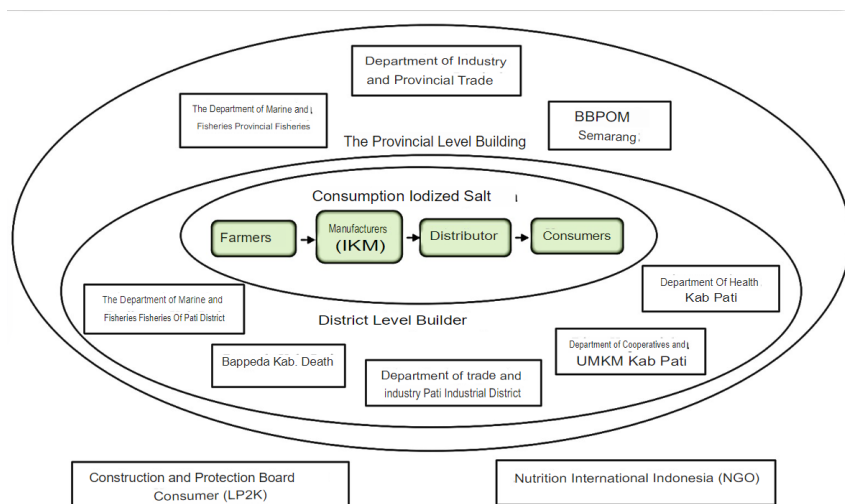 Department of Industry
and Provincial Trade
The Department of Marine and
Fisheries Provincial Fisheries
BBPOM
Semarang
The Provincial Level Building
Consumption Iodized Salt
Farmers
Manufacturers
(IKM)
Distributor
Consumers
The Department of Marine and
Fisheries Fisheries Of Pati District
Department Of Health
Kab Pati
District Level Builder
Bappeda Kab. Death
Department of trade and
industry Pati Industrial District
Department of Cooperatives and
UMKM Kab Pati
Construction and Protection Board
Consumer (LP2K)
Nutrition International Indonesia (NGO)